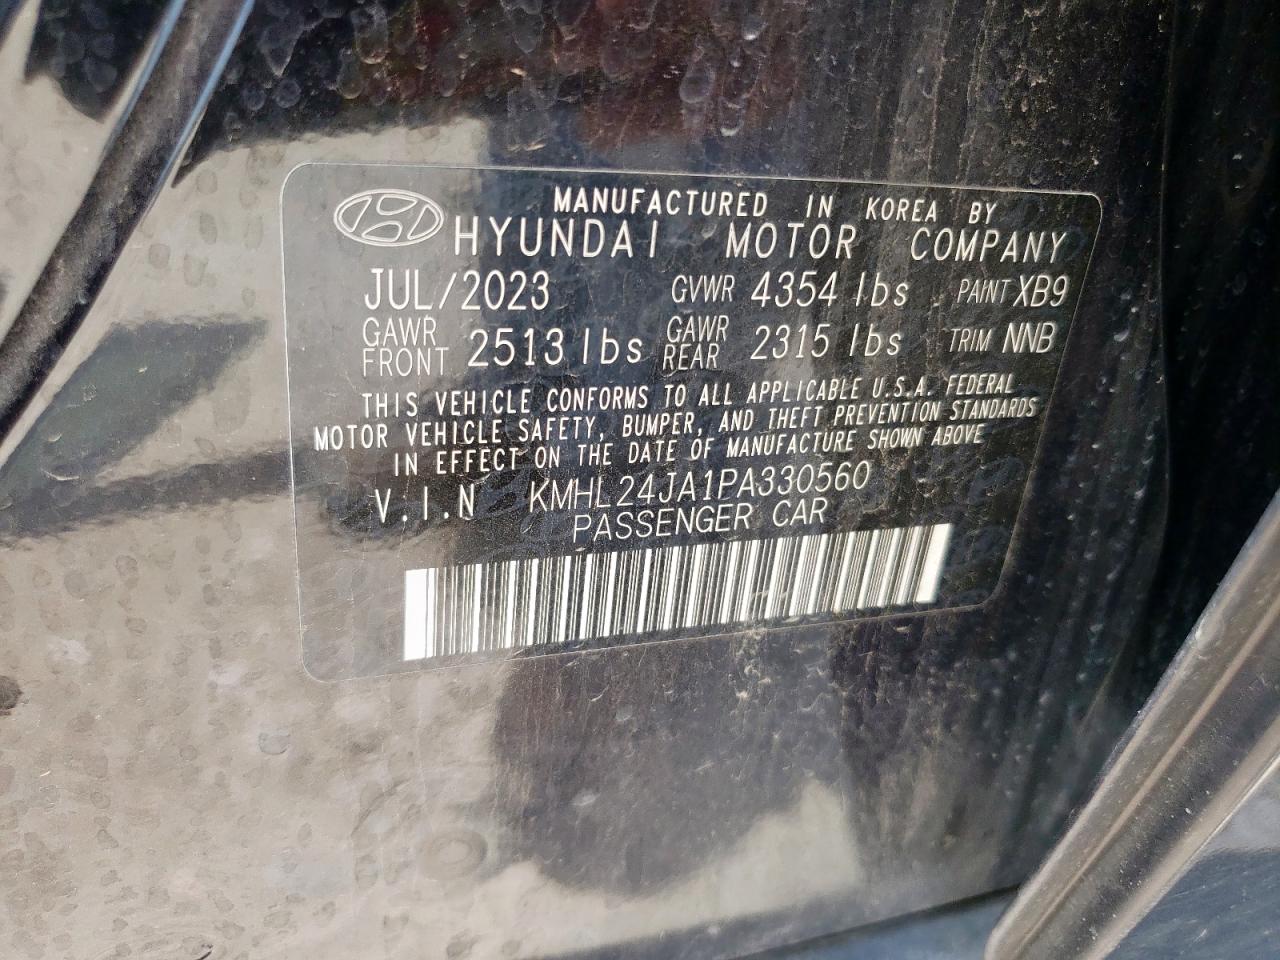 MANUFACTURED IN KOREA BY
HYUNDAI MOTOR COMPANY
JUL/2023 GVWR 4354 lbs PAINT XB9
GAWR FRONT 2513 lbs GAWR REAR 2315 lbs TRIM NNB
THIS VEHICLE CONFORMS TO ALL APPLICABLE U.S.A. FEDERAL
MOTOR VEHICLE SAFETY, BUMPER, AND THEFT PREVENTION STANDARDS
IN EFFECT ON THE DATE OF MANUFACTURE SHOWN ABOVE
V.I.N KMHL24JA1PA330560
PASSENGER CAR